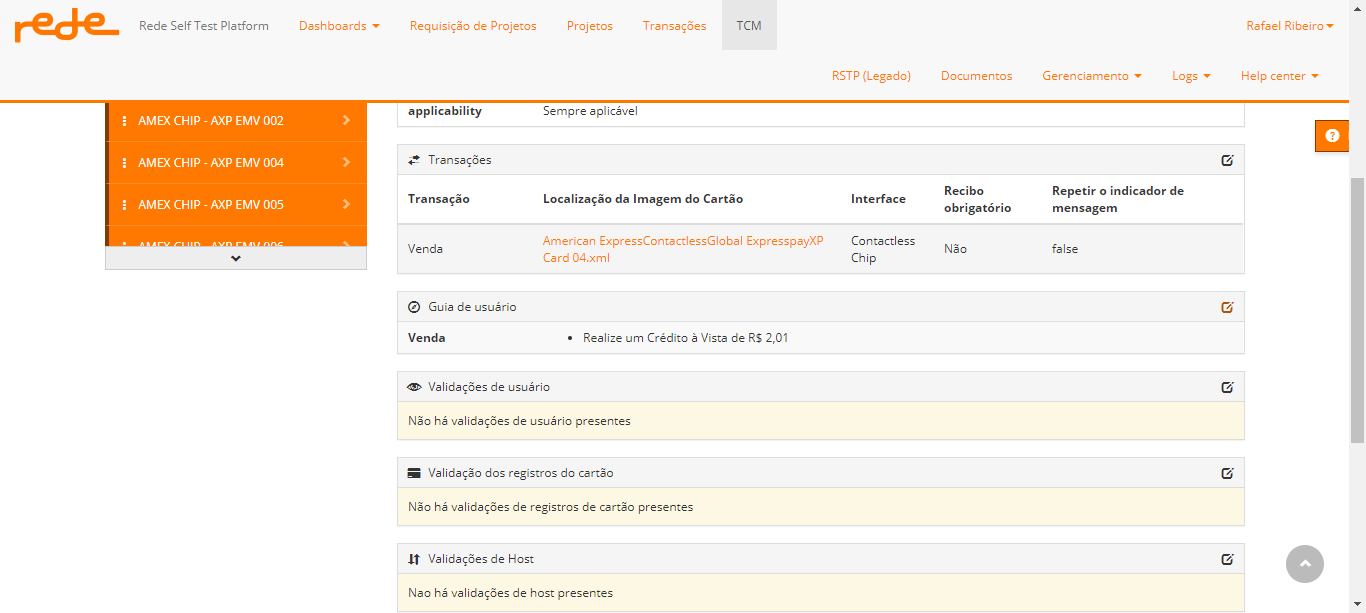 rede Rede Self Test Platform Dashboards Requisição de Projetos Projetos Transações TCM Rafael Ribeiro
RSTP (Legado) Documentos Gerenciamento Logs Help center
AMEX CHIP - AXP EMV 002
AMEX CHIP - AXP EMV 004
AMEX CHIP - AXP EMV 005
AMEX CHIP - AXP EMV 006
applicability Sempre aplicável
Transações
Transação Localização da Imagem do Cartão Interface Recibo obrigatório Repetir o indicador de mensagem
Venda American ExpressContactlessGlobal ExpresspayXP Card 04.xml Contactless Chip Não false
Guia de usuário
Venda • Realize um Crédito à Vista de R$ 2,01
Validações de usuário
Não há validações de usuário presentes
Validação dos registros do cartão
Não há validações de registros de cartão presentes
Validações de Host
Nao há validações de host presentes